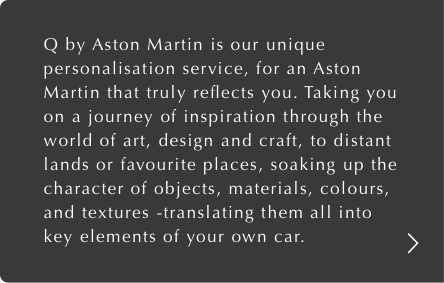 Q by Aston Martin is our unique
personalisation service, for an Aston
Martin that truly reflects you. Taking you
on a journey of inspiration through the
world of art, design and craft, to distant
lands or favourite places, soaking up the
character of objects, materials, colours,
and textures -translating them all into
key elements of your own car.